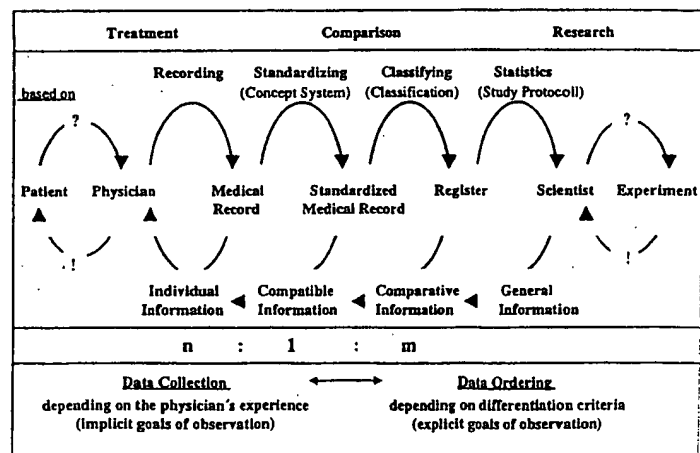 Treatment Comparison Research
Recording Standardizing Classifying Statistics
based on (Concept System) (Classification) (Study Protocoll)
? ?
Patient Physician Medical Standardized Register Scientist Experiment
Record Medical Record
! !
Individual Compatible Comparative General
Information Information Information Information
n : 1 : m
Data Collection Data Ordering
depending on the physician's experience depending on differentiation criteria
(implicit goals of observation) (explicit goals of observation)